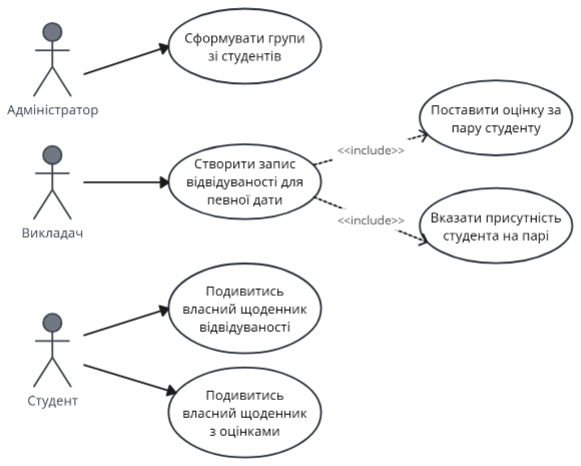 Сформувати групи
зі студентів
Адміністратор
Поставити оцінку за
пару студенту
<<include>>
Створити запис
відвідуваності для
певної дати
Викладач
<<include>>
Вказати присутність
студента на парі
Подивитись
власний щоденник
відвідуваності
Студент
Подивитись
власний щоденник
з оцінками